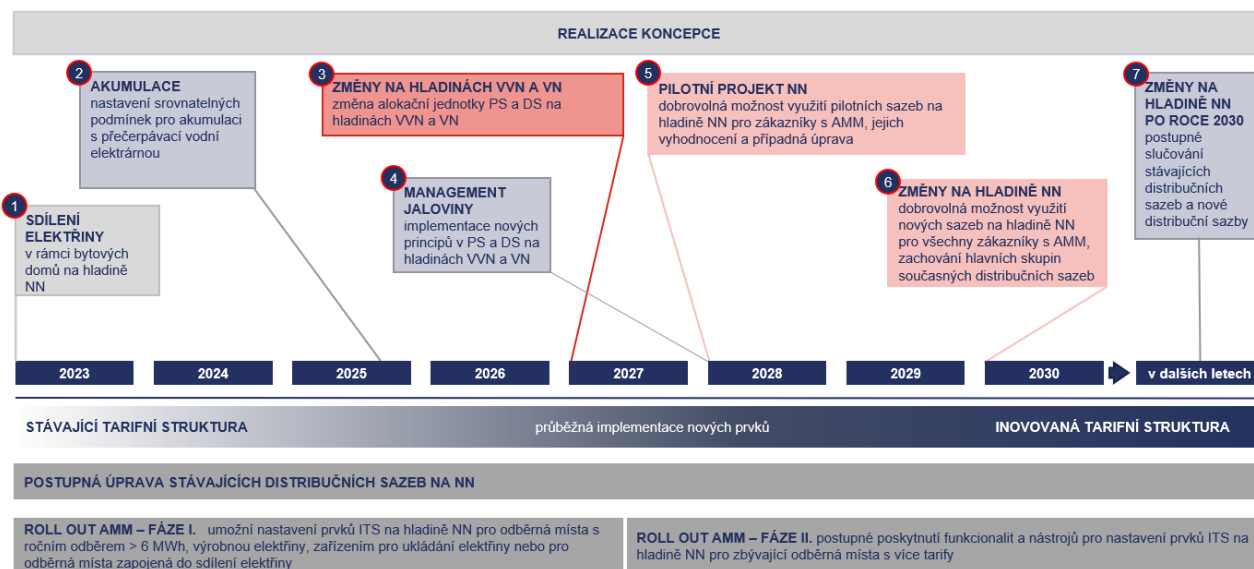 REALIZACE KONCEPCE
1
SDÍLENÍ
ELEKTŘINY
v rámci bytových
domů na hladině
NN
2
AKUMULACE
nastavení srovnatelných
podmínek pro akumulaci
s přečerpávací vodní
elektrárnou
3
ZMĚNY NA HLADINÁCH VVN A VN
změna alokační jednotky PS a DS na
hladinách VVN a VN
4
MANAGEMENT
JALOVINY
implementace nových
principů v PS a DS na
hladinách VVN a VN
5
PILOTNÍ PROJEKT NN
dobrovolná možnost využití pilotních sazeb na
hladině NN pro zákazníky s AMM, jejich
vyhodnocení a případná úprava
6
ZMĚNY NA HLADINĚ NN
dobrovolná možnost využití
nových sazeb na hladině NN
pro všechny zákazníky s AMM,
zachování hlavních skupin
současných distribučních sazeb
7
ZMĚNY NA
HLADINĚ NN
PO ROCE 2030
postupné
slučování
stávajících
distribučních
sazeb a nové
distribuční sazby
2023 2024 2025 2026 2027 2028 2029 2030 v dalších letech
STÁVAJÍCÍ TARIFNÍ STRUKTURA průběžná implementace nových prvků INOVOVANÁ TARIFNÍ STRUKTURA
POSTUPNÁ ÚPRAVA STÁVAJÍCÍCH DISTRIBUČNÍCH SAZEB NA NN
ROLL OUT AMM – FÁZE I. umožní nastavení prvků ITS na hladině NN pro odběrná místa s
ročním odběrem > 6 MWh, výrobnou elektřiny, zařízením pro ukládání elektřiny nebo pro
odběrná místa zapojená do sdílení elektřiny
ROLL OUT AMM – FÁZE II. postupné poskytnutí funkcionalit a nástrojů pro nastavení prvků ITS na
hladině NN pro zbývající odběrná místa s více tarify